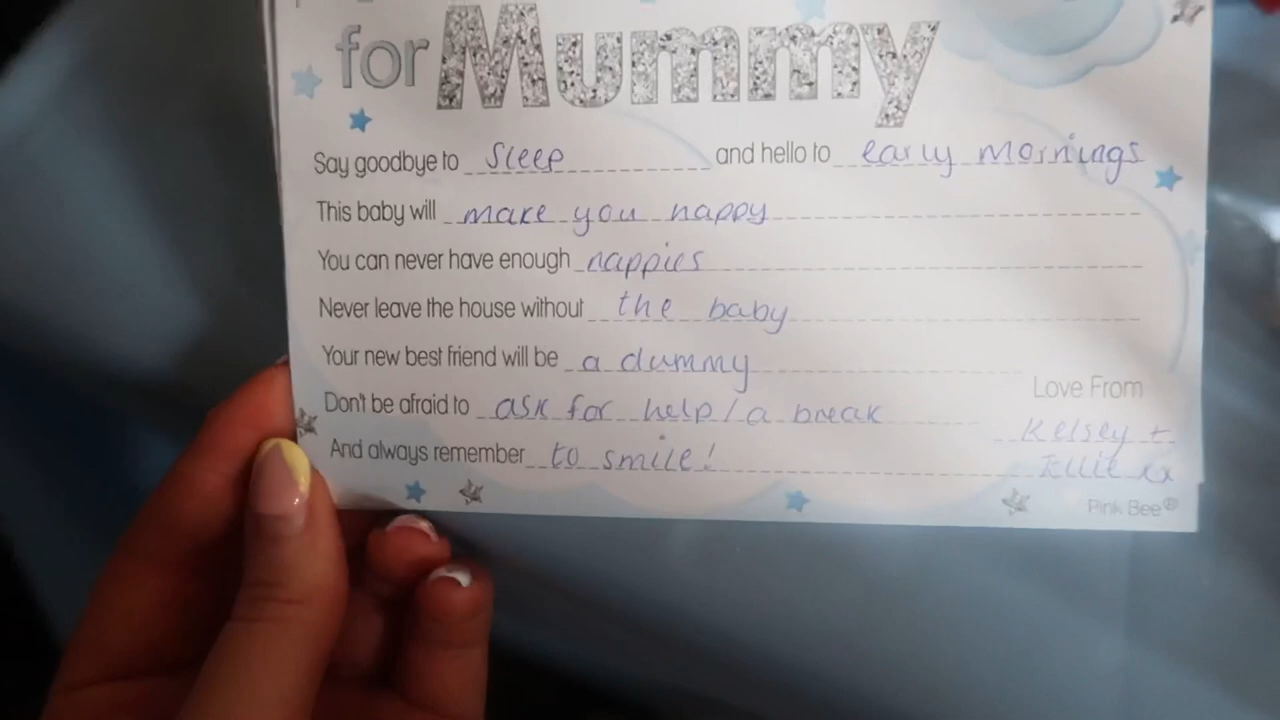 for Mummy
Say goodbye to sleep and hello to early mornings
This baby will make you happy
You can never have enough nappies
Never leave the house without the baby
Your new best friend will be a dummy
Don't be afraid to ask for help / a break
And always remember to smile!
Love From
Kelsey +
Ellie xx
Pink Bee®